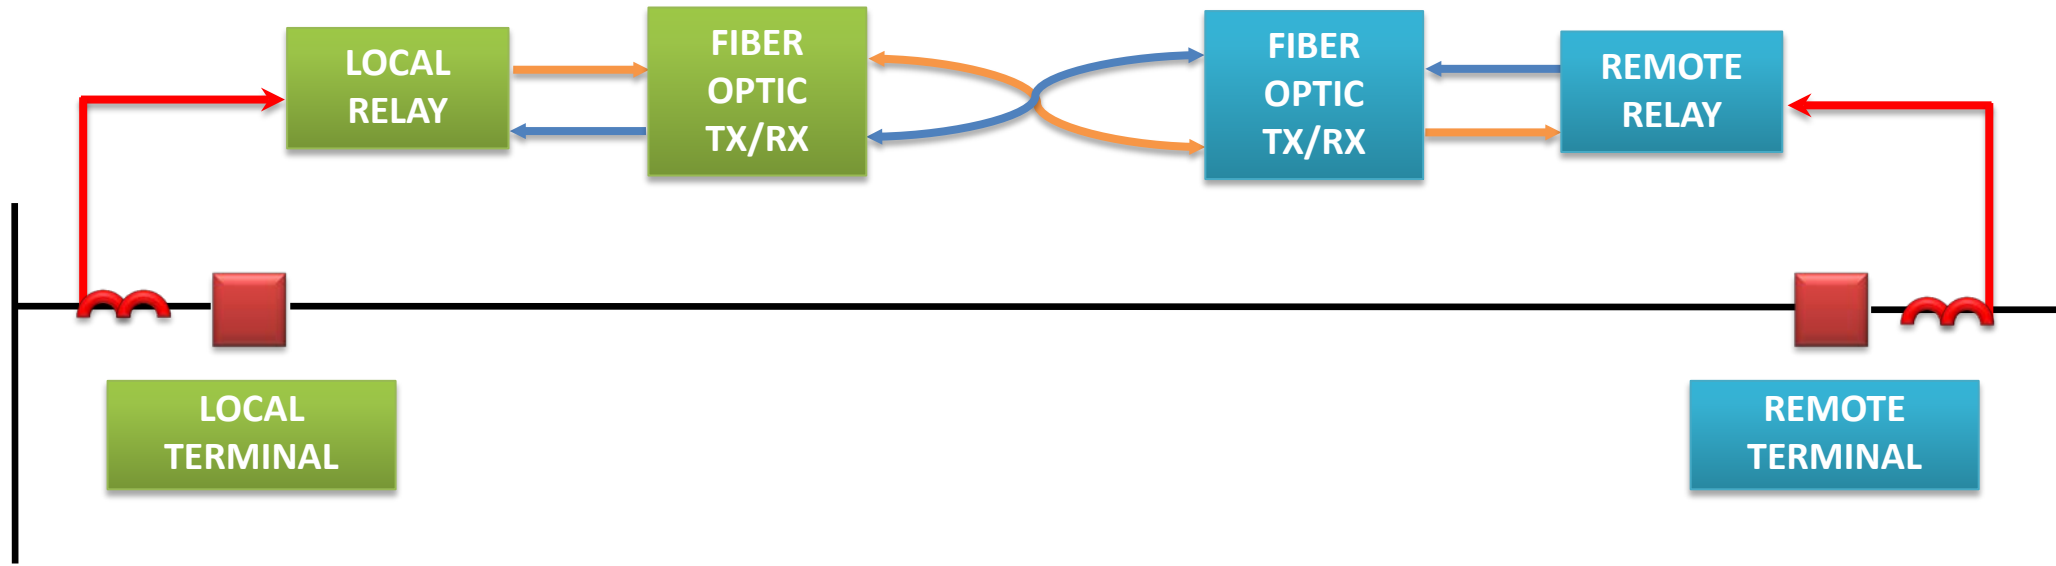 LOCAL
RELAY
FIBER
OPTIC
TX/RX
FIBER
OPTIC
TX/RX
REMOTE
RELAY
LOCAL
TERMINAL
REMOTE
TERMINAL